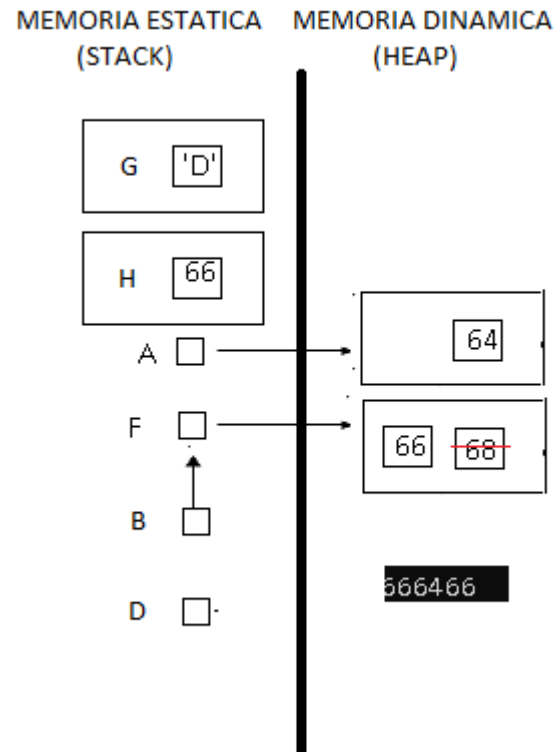 MEMORIA ESTATICA
(STACK)
MEMORIA DINAMICA
(HEAP)
G 'D'
H 66
A
64
F
66 68
B
666466
D